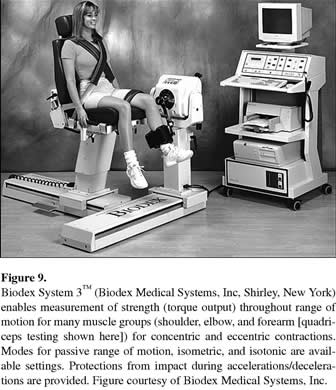 BIODEX
Figure 9.
Biodex System 3™ (Biodex Medical Systems, Inc, Shirley, New York)
enables measurement of strength (torque output) throughout range of
motion for many muscle groups (shoulder, elbow, and forearm [quadri-
ceps testing shown here]) for concentric and eccentric contractions.
Modes for passive range of motion, isometric, and isotonic are avail-
able settings. Protections from impact during accelerations/decelera-
tions are provided. Figure courtesy of Biodex Medical Systems, Inc.